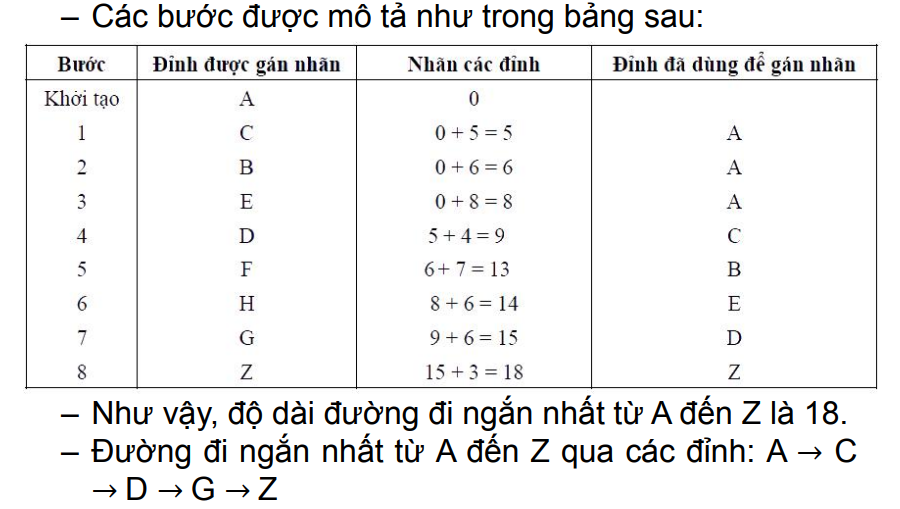 – Các bước được mô tả như trong bảng sau:
Bước Đỉnh được gán nhãn Nhãn các đỉnh Đỉnh đã dùng để gán nhãn
Khởi tạo A 0
1 C 0 + 5 = 5 A
2 B 0 + 6 = 6 A
3 E 0 + 8 = 8 A
4 D 5 + 4 = 9 C
5 F 6+ 7 = 13 B
6 H 8 + 6 = 14 E
7 G 9 + 6 = 15 D
8 Z 15 + 3 = 18 Z
– Như vậy, độ dài đường đi ngắn nhất từ A đến Z là 18.
– Đường đi ngắn nhất từ A đến Z qua các đỉnh: A → C
→ D → G → Z